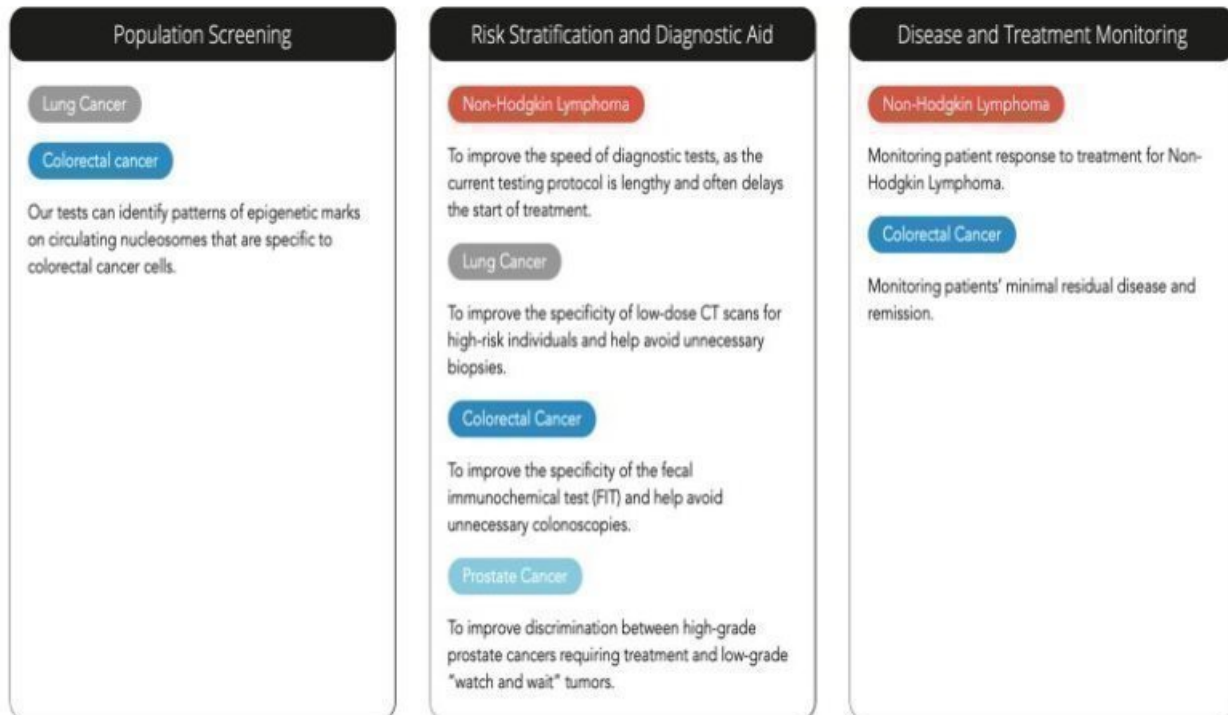 Population Screening
Lung Cancer
Colorectal cancer
Our tests can identify patterns of epigenetic marks
on circulating nucleosomes that are specific to
colorectal cancer cells.
Risk Stratification and Diagnostic Aid
Non-Hodgkin Lymphoma
To improve the speed of diagnostic tests, as the
current testing protocol is lengthy and often delays
the start of treatment.
Lung Cancer
To improve the specificity of low-dose CT scans for
high-risk individuals and help avoid unnecessary
biopsies.
Colorectal Cancer
To improve the specificity of the fecal
immunochemical test (FIT) and help avoid
unnecessary colonoscopies.
Prostate Cancer
To improve discrimination between high-grade
prostate cancers requiring treatment and low-grade
“watch and wait” tumors.
Disease and Treatment Monitoring
Non-Hodgkin Lymphoma
Monitoring patient response to treatment for Non-
Hodgkin Lymphoma.
Colorectal Cancer
Monitoring patients’ minimal residual disease and
remission.